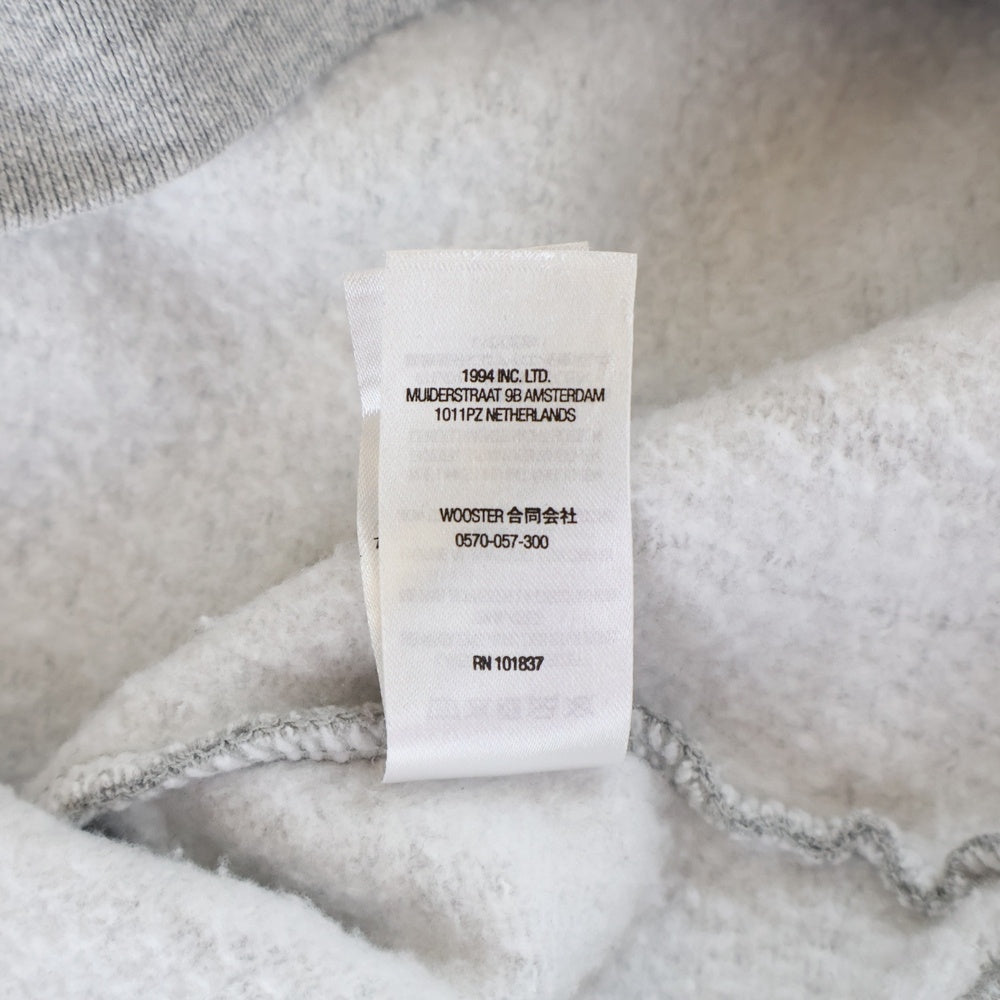 1994 INC. LTD.
MUIDERSTRAAT 9B AMSTERDAM
1011PZ NETHERLANDS
WOOSTER 合同会社
0570-057-300
RN 101837